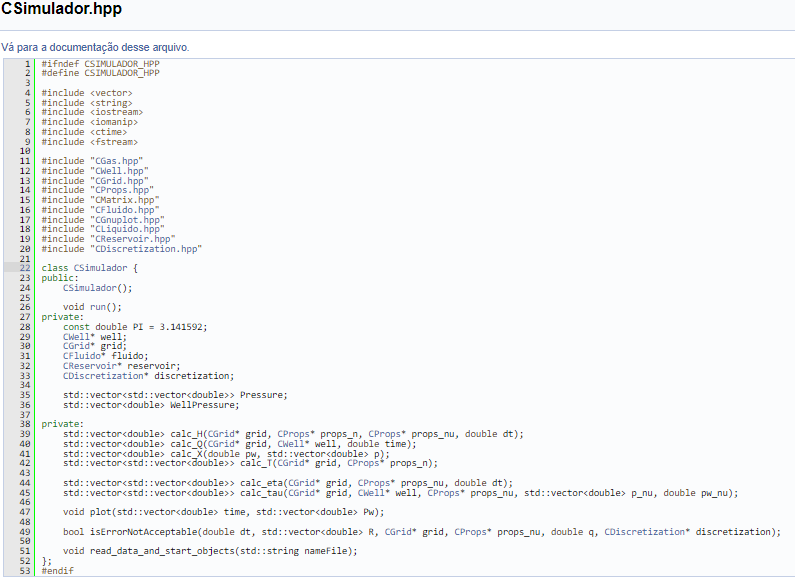 CSimulador.hpp
Vá para a documentação desse arquivo.
1 #ifndef CSIMULADOR_HPP
2 #define CSIMULADOR_HPP
3
4 #include <vector>
5 #include <string>
6 #include <iostream>
7 #include <iomanip>
8 #include <ctime>
9 #include <fstream>
10
11 #include "CGas.hpp"
12 #include "CWell.hpp"
13 #include "CGrid.hpp"
14 #include "CProps.hpp"
15 #include "CMatrix.hpp"
16 #include "CFluido.hpp"
17 #include "CGnuplot.hpp"
18 #include "CLiquido.hpp"
19 #include "CReservoir.hpp"
20 #include "CDiscretization.hpp"
21
22 class CSimulador {
23 public:
24     CSimulador();
25
26     void run();
27 private:
28     const double PI = 3.141592;
29     CWell* well;
30     CGrid* grid;
31     CFluido* fluido;
32     CReservoir* reservoir;
33     CDiscretization* discretization;
34
35     std::vector<std::vector<double>> Pressure;
36     std::vector<double> WellPressure;
37
38 private:
39     std::vector<double> calc_H(CGrid* grid, CProps* props_n, CProps* props_nu, double dt);
40     std::vector<double> calc_Q(CGrid* grid, CWell* well, double time);
41     std::vector<double> calc_X(double pw, std::vector<double> p);
42     std::vector<std::vector<double>> calc_T(CGrid* grid, CProps* props_n);
43
44     std::vector<std::vector<double>> calc_eta(CGrid* grid, CProps* props_nu, double dt);
45     std::vector<std::vector<double>> calc_tau(CGrid* grid, CWell* well, CProps* props_nu, std::vector<double> p_nu, double pw_nu);
46
47     void plot(std::vector<double> time, std::vector<double> Pw);
48
49     bool isErrorNotAcceptable(double dt, std::vector<double> R, CGrid* grid, CProps* props_nu, double q, CDiscretization* discretization);
50
51     void read_data_and_start_objects(std::string nameFile);
52 };
53 #endif